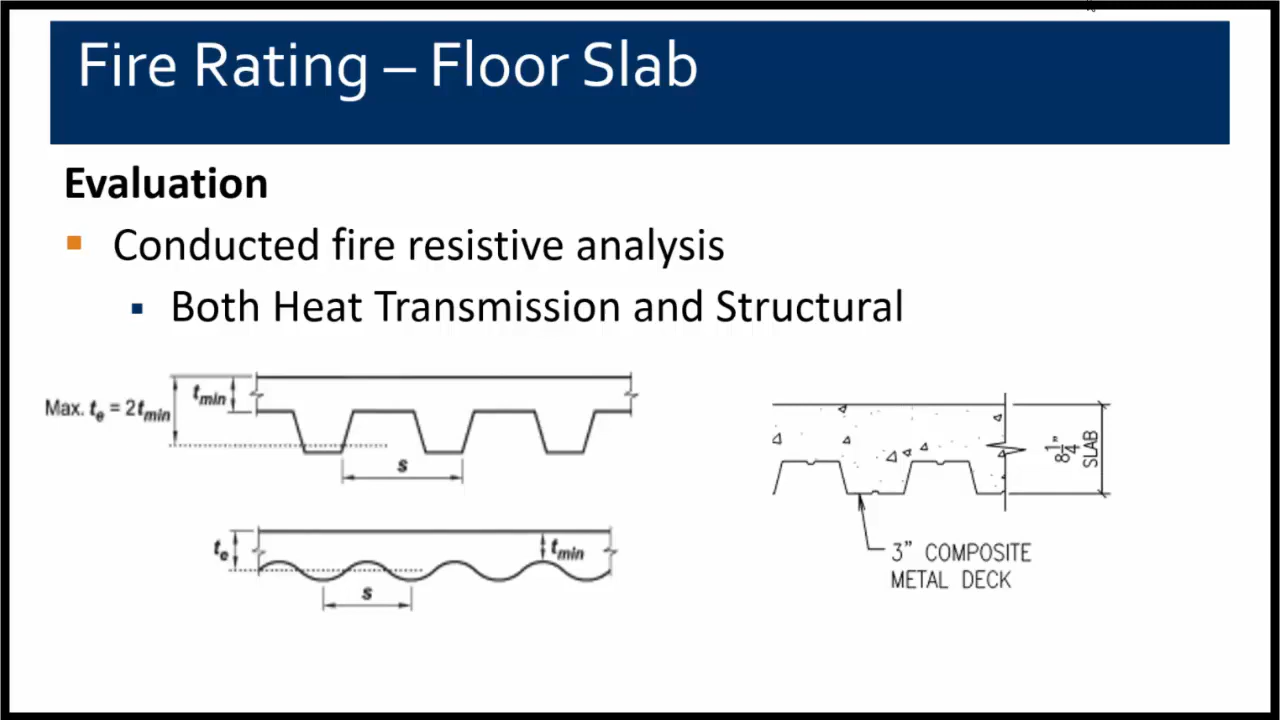 Fire Rating – Floor Slab
Evaluation
Conducted fire resistive analysis
Both Heat Transmission and Structural
Max. te = 2tmin
tmin
s
te
tmin
s
8 1/4"
SLAB
3" COMPOSITE
METAL DECK